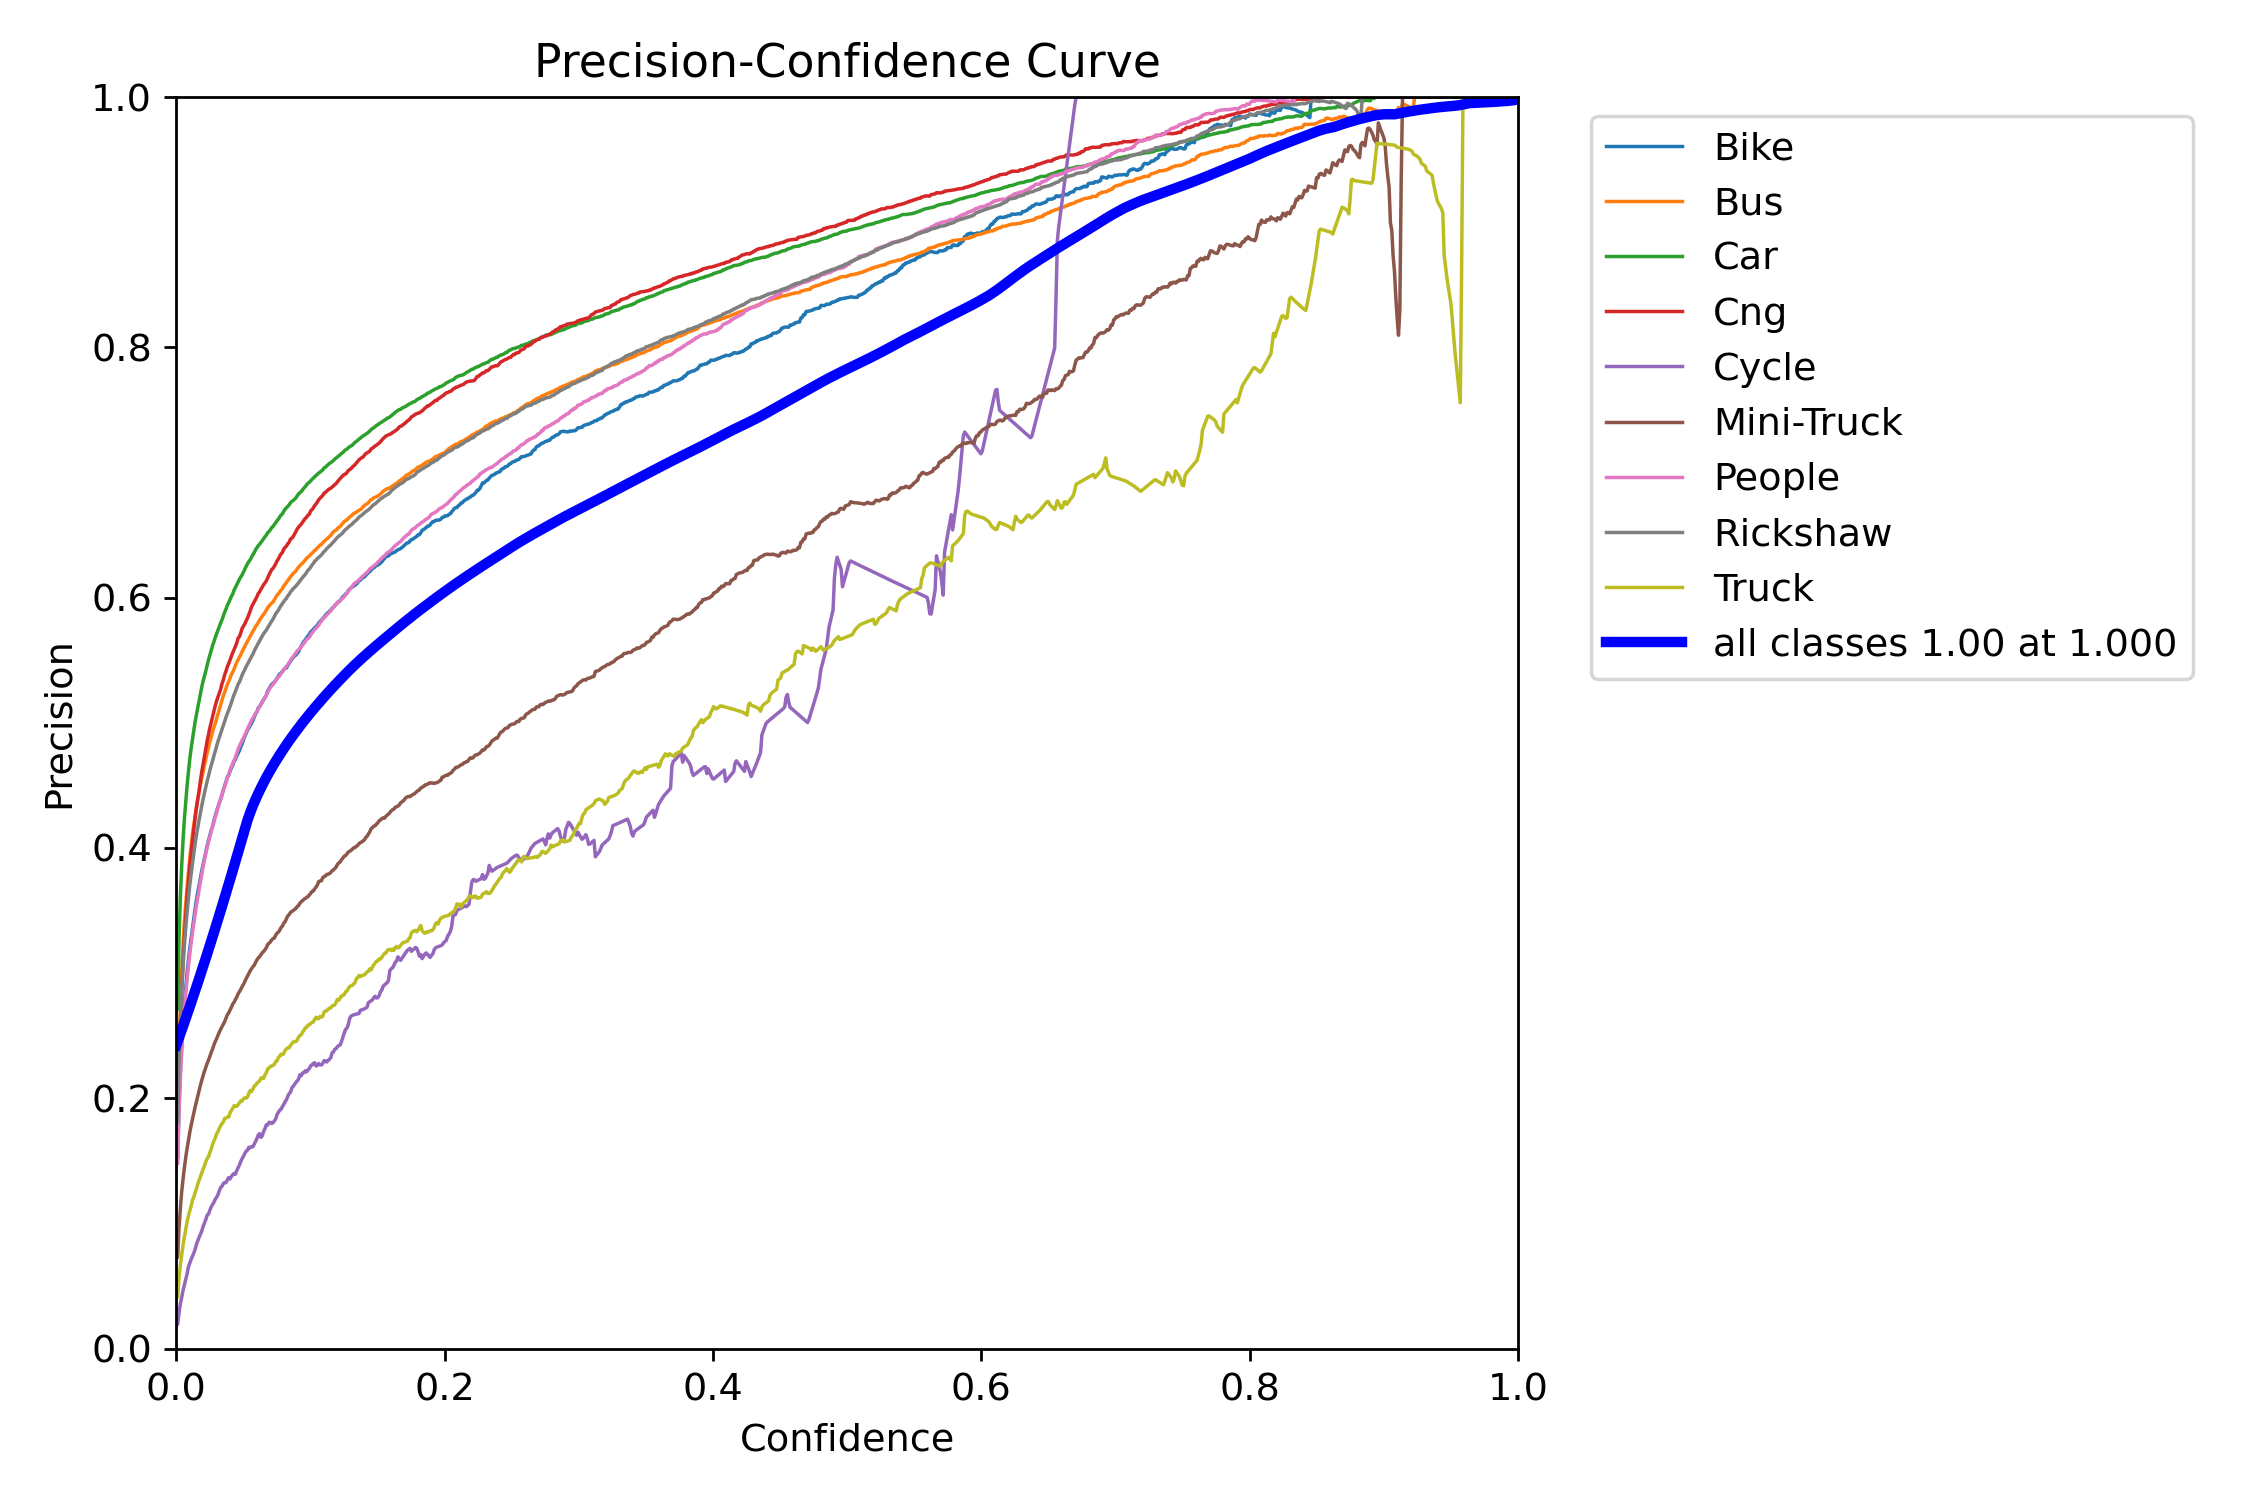 Precision-Confidence Curve
1.0
0.8
0.6
0.4
0.2
0.0
Precision
0.0 0.2 0.4 0.6 0.8 1.0
Confidence
Bike
Bus
Car
Cng
Cycle
Mini-Truck
People
Rickshaw
Truck
all classes 1.00 at 1.000